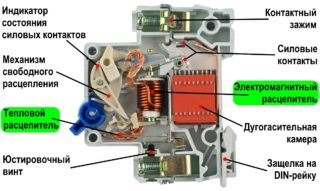 Индикатор
состояния
силовых контактов
Механизм
свободного
расцепления
Тепловой
расцепитель
Юстировочный
винт
Контактный
зажим
Силовые
контакты
Электромагнитный
расцепитель
Дугогасительная
камера
Защелка на
DIN-рейку